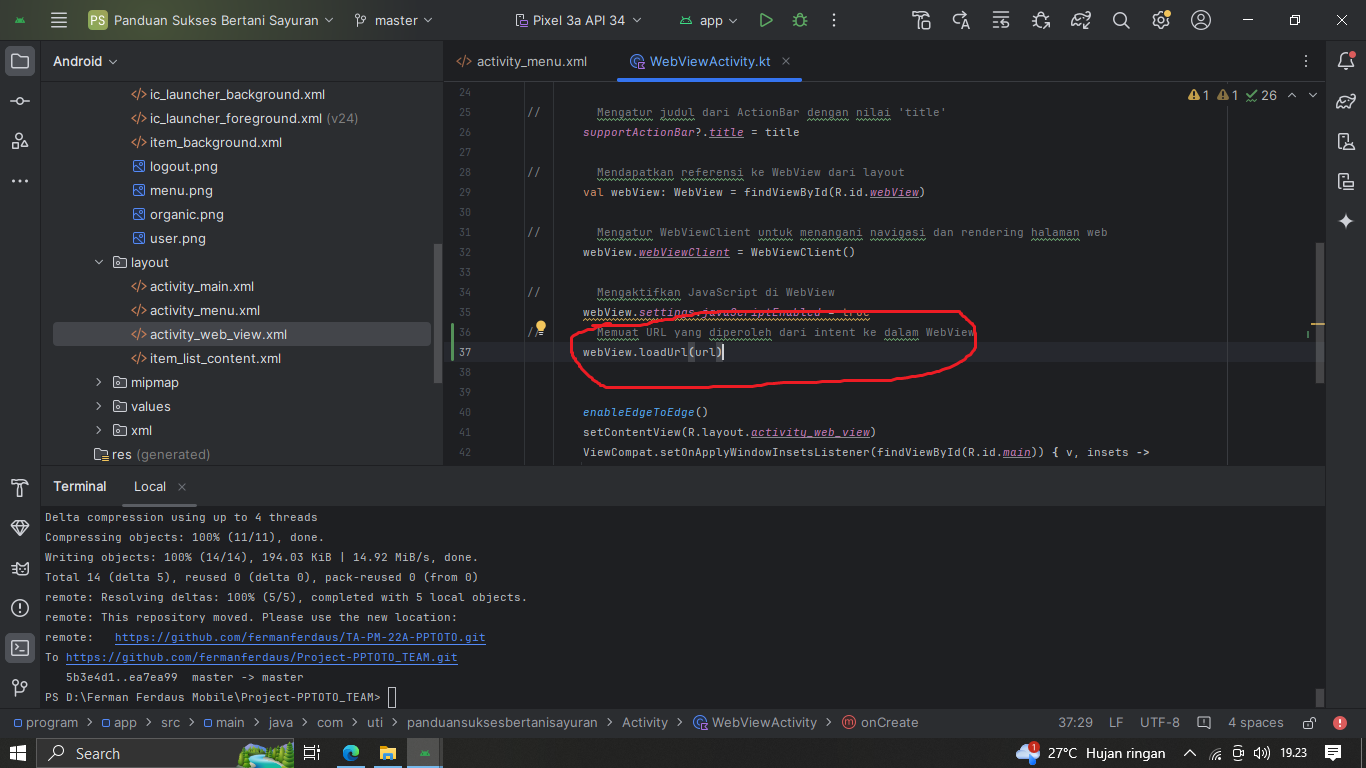 PS Panduan Sukses Bertani Sayuran master Pixel 3a API 34 app
Android
activity_menu.xml WebViewActivity.kt
ic_launcher_background.xml
ic_launcher_foreground.xml (v24)
item_background.xml
logout.png
menu.png
organic.png
user.png
layout
activity_main.xml
activity_menu.xml
activity_web_view.xml
item_list_content.xml
mipmap
values
xml
res (generated)
1 1 26
24
25 // Mengatur judul dari ActionBar dengan nilai 'title'
26 supportActionBar?.title = title
27
28 // Mendapatkan referensi ke WebView dari layout
29 val webView: WebView = findViewById(R.id.webView)
30
31 // Mengatur WebViewClient untuk menangani navigasi dan rendering halaman web
32 webView.webViewClient = WebViewClient()
33
34 // Mengaktifkan JavaScript di WebView
35 webView.settings.javaScriptEnabled = true
36 // Memuat URL yang diperoleh dari intent ke dalam WebView
37 webView.loadUrl(url)
38
39
40 enableEdgeToEdge()
41 setContentView(R.layout.activity_web_view)
42 ViewCompat.setOnApplyWindowInsetsListener(findViewById(R.id.main)) { v, insets ->
Terminal Local
Delta compression using up to 4 threads
Compressing objects: 100% (11/11), done.
Writing objects: 100% (14/14), 194.03 KiB | 14.92 MiB/s, done.
Total 14 (delta 5), reused 0 (delta 0), pack-reused 0 (from 0)
remote: Resolving deltas: 100% (5/5), completed with 5 local objects.
remote: This repository moved. Please use the new location:
remote: https://github.com/fermanferdaus/TA-PM-22A-PPTOTO.git
To https://github.com/fermanferdaus/Project-PPTOTO_TEAM.git
5b3e4d1..ea7ea99 master -> master
PS D:\Ferman Ferdaus Mobile\Project-PPTOTO_TEAM>
program > app > src > main > java > com > uti > panduansuksesbertanisayuran > Activity > WebViewActivity > onCreate 37:29 LF UTF-8 4 spaces
Search 1 27°C Hujan ringan 19.23